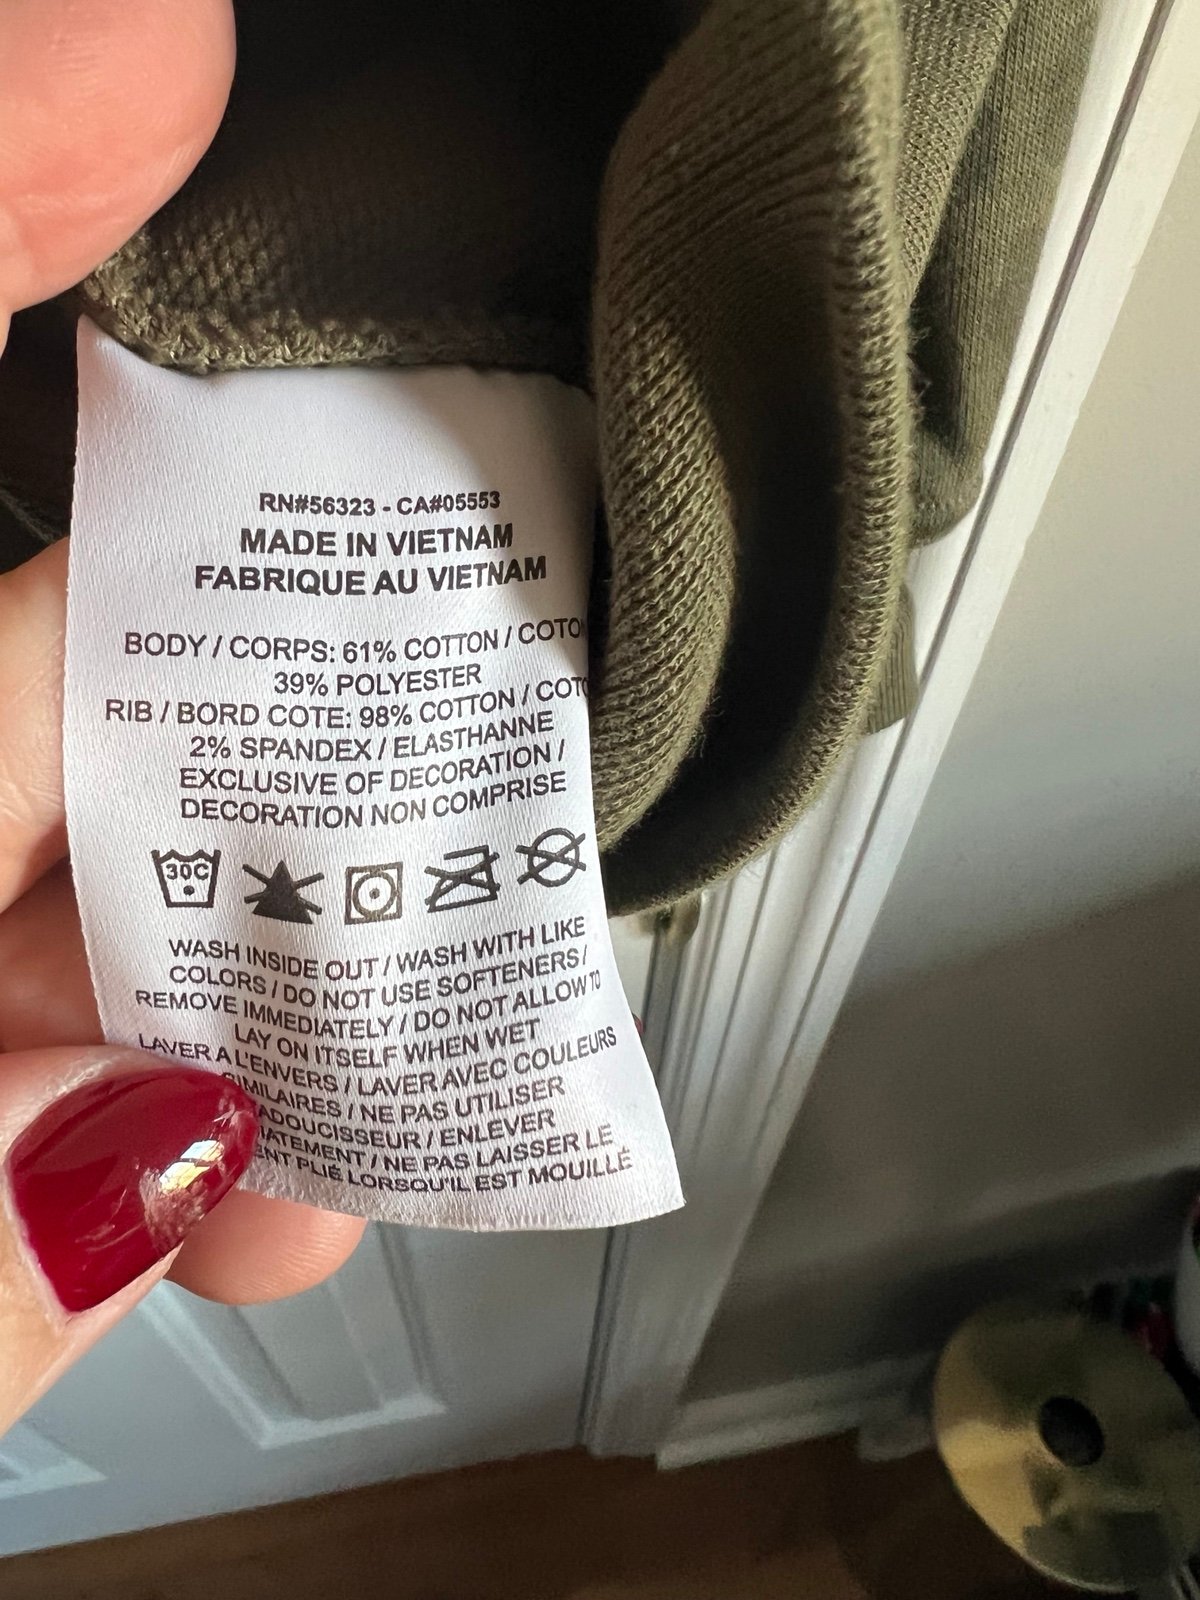 RN#56323 - CA#05553
MADE IN VIETNAM
FABRIQUE AU VIETNAM
BODY / CORPS: 61% COTTON / COTO
39% POLYESTER
RIB / BORD COTE: 98% COTTON / COTO
2% SPANDEX / ELASTHANNE
EXCLUSIVE OF DECORATION /
DECORATION NON COMPRISE
30C
WASH INSIDE OUT / WASH WITH LIKE
COLORS / DO NOT USE SOFTENERS/
REMOVE IMMEDIATELY / DO NOT ALLOW TO
LAY ON ITSELF WHEN WET
LAVER A L'ENVERS / LAVER AVEC COULEURS
SIMILAIRES / NE PAS UTILISER
ADOUCISSEUR / ENLEVER
IATEMENT / NE PAS LAISSER LE
ENT PLIÉ LORSQU'IL EST MOUILLÉ